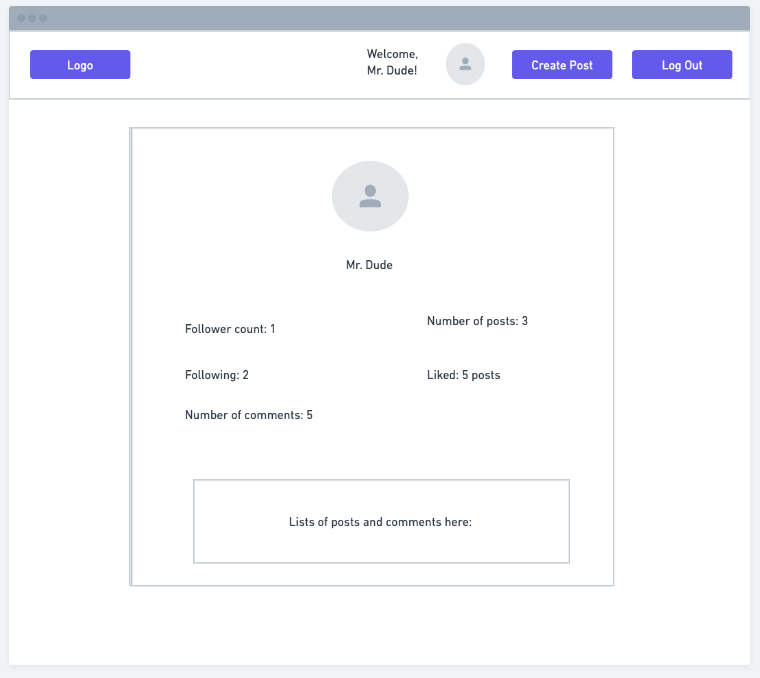 Logo
Welcome,
Mr. Dude!
Create Post
Log Out
Mr. Dude
Follower count: 1
Number of posts: 3
Following: 2
Liked: 5 posts
Number of comments: 5
Lists of posts and comments here: